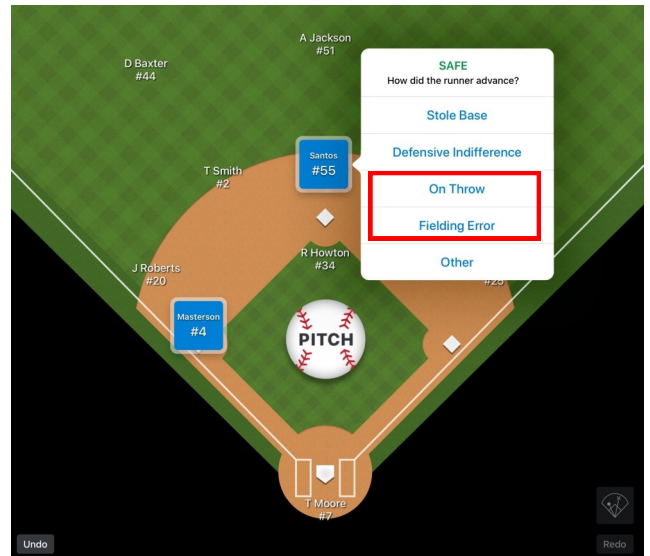 A Jackson
#51
D Baxter
#44
SAFE
How did the runner advance?
Stole Base
Defensive Indifference
On Throw
Fielding Error
Other
Santos
#55
T Smith
#2
R Howton
#34
J Roberts
#20
#25
Masterson
#4
PITCH
T Moore
#7
Undo
Redo